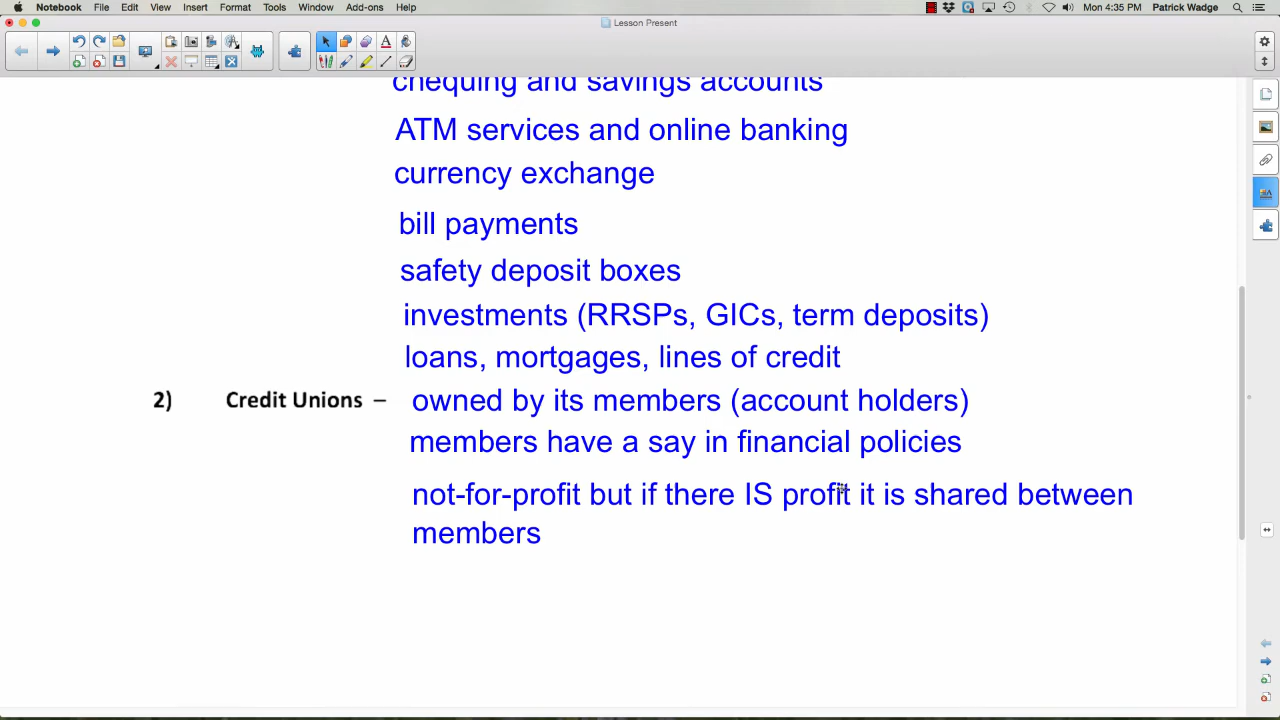 Notebook File Edit View Insert Format Tools Window Add-ons Help Mon 4:35 PM Patrick Wadge
Lesson Present
chequing and savings accounts
ATM services and online banking
currency exchange
bill payments
safety deposit boxes
investments (RRSPs, GICs, term deposits)
loans, mortgages, lines of credit
2) Credit Unions – owned by its members (account holders)
members have a say in financial policies
not-for-profit but if there IS profit it is shared between
members